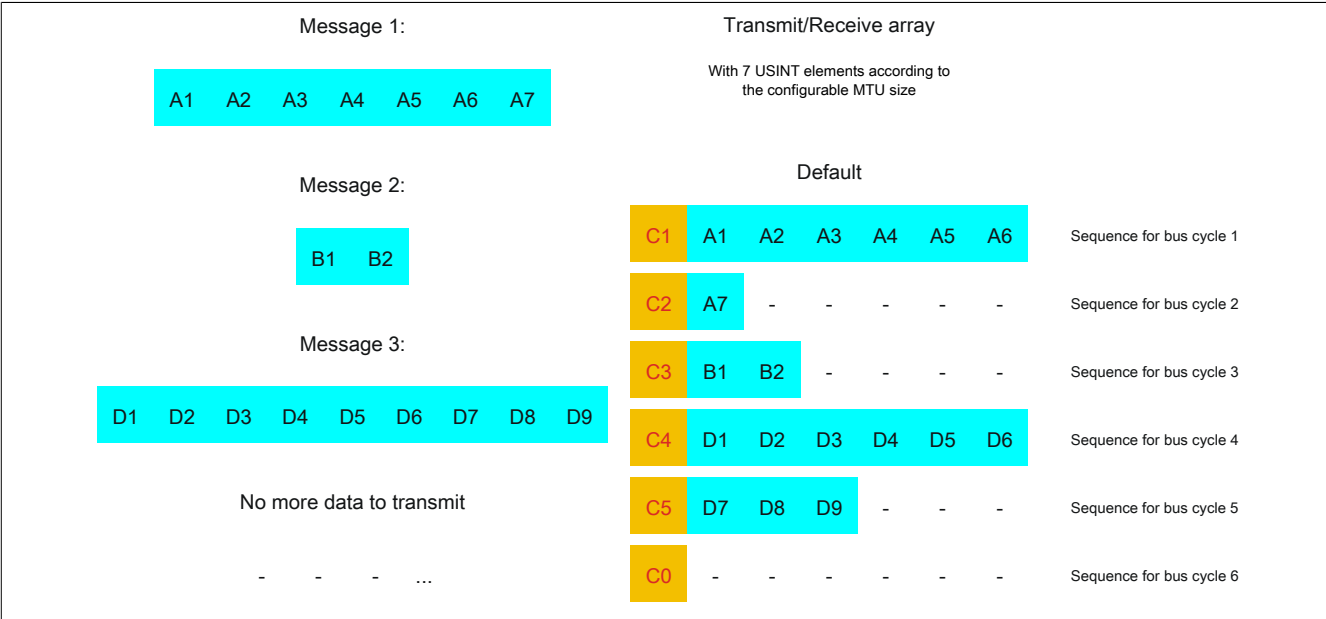 Message 1:
A1 A2 A3 A4 A5 A6 A7
Message 2:
B1 B2
Message 3:
D1 D2 D3 D4 D5 D6 D7 D8 D9
No more data to transmit
- - - ...
Transmit/Receive array
With 7 USINT elements according to
the configurable MTU size
Default
C1 A1 A2 A3 A4 A5 A6 Sequence for bus cycle 1
C2 A7 - - - - - Sequence for bus cycle 2
C3 B1 B2 - - - - Sequence for bus cycle 3
C4 D1 D2 D3 D4 D5 D6 Sequence for bus cycle 4
C5 D7 D8 D9 - - - Sequence for bus cycle 5
C0 - - - - - - Sequence for bus cycle 6